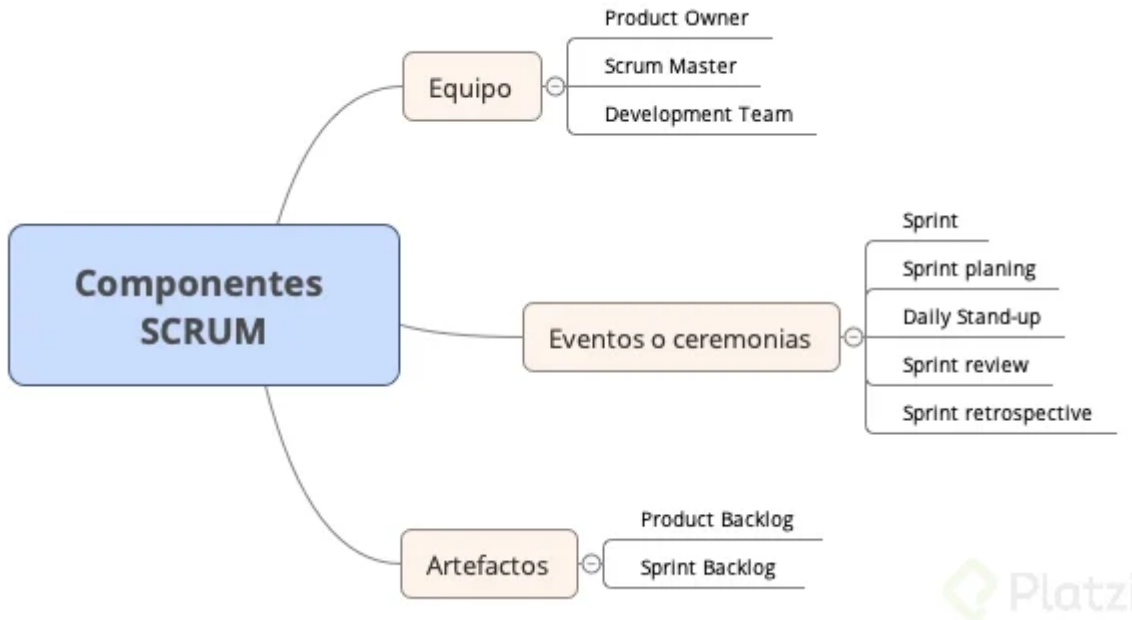 Product Owner
Scrum Master
Equipo
Development Team
Sprint
Sprint planing
Componentes
SCRUM
Daily Stand-up
Eventos o ceremonias
Sprint review
Sprint retrospective
Product Backlog
Artefactos
Sprint Backlog
Platzi